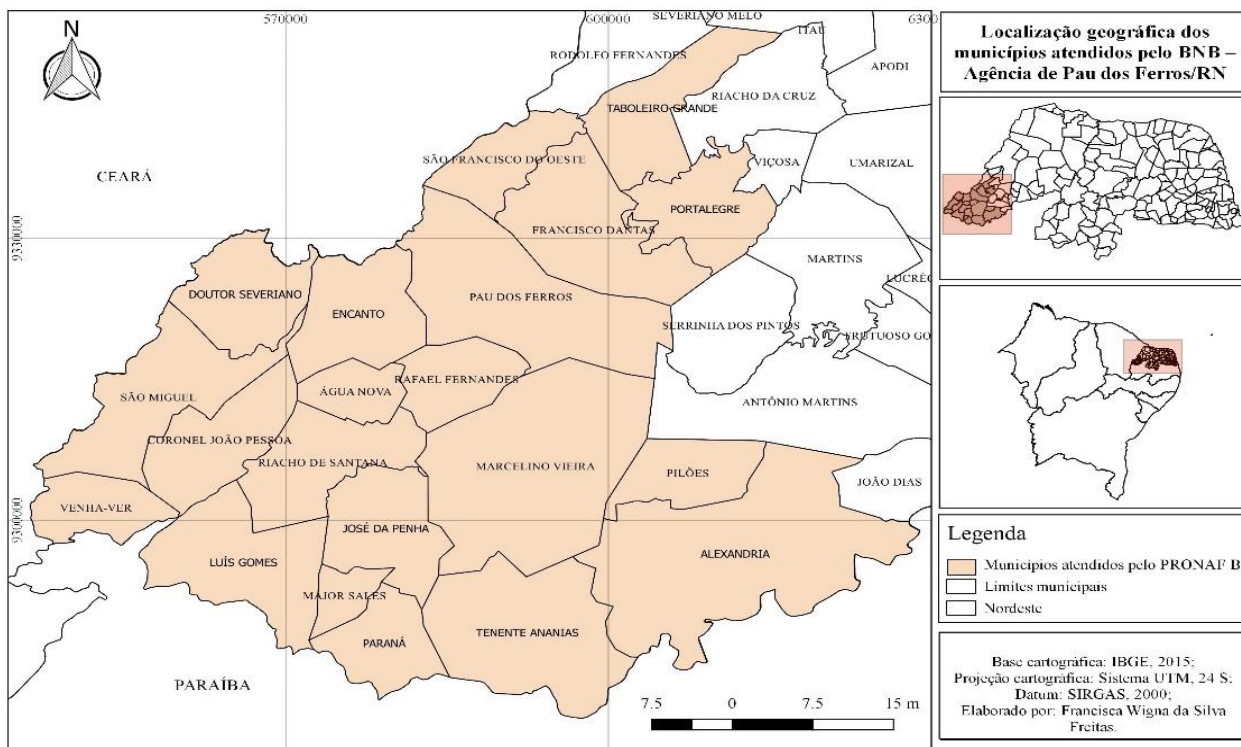 570000
600000
6300
N
SEVERIANO MELO
ITAÚ
RODOLFO FERNANDES
APODI
RIACHO DA CRUZ
TABOLEIRO GRANDE
SÃO FRANCISCO DO OESTE
VIÇOSA
UMARIZAL
CEARÁ
PORTALEGRE
FRANCISCO DANTAS
9330000
MARTINS
LUCRÉC
DOUTOR SEVERIANO
PAU DOS FERROS
ENCANTO
SERRINHA DOS PINTOS
FRUTUOSO GO
RAFAEL FERNANDES
ÁGUA NOVA
SÃO MIGUEL
ANTÔNIO MARTINS
CORONEL JOÃO PESSOA
RIACHO DE SANTANA
MARCELINO VIEIRA
PILÕES
JOÃO DIAS
VENHA-VER
9300000
JOSÉ DA PENHA
ALEXANDRIA
LUÍS GOMES
MAJOR SALES
TENENTE ANANIAS
PARANÁ
PARAÍBA
7.5 0 7.5 15 m
Localização geográfica dos
municípios atendidos pelo BNB –
Agência de Pau dos Ferros/RN
Legenda
Municípios atendidos pelo PRONAF B
Limites municipais
Nordeste
Base cartográfica: IBGE, 2015;
Projeção cartográfica: Sistema UTM, 24 S;
Datum: SIRGAS, 2000;
Elaborado por: Francisca Wigna da Silva
Freitas.